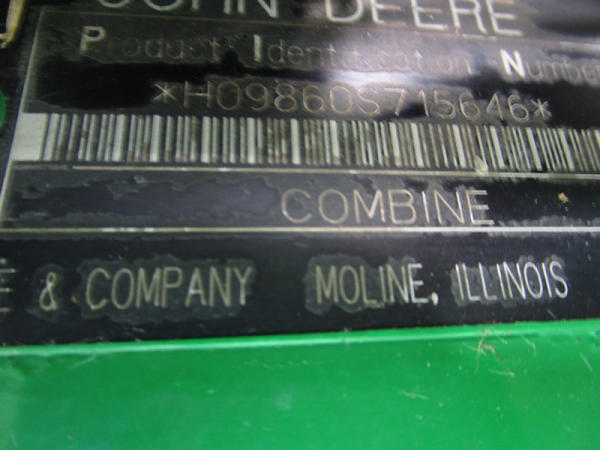 JOHN DEERE
Product Identification Number
*H09860S715646*
COMBINE
E & COMPANY MOLINE, ILLINOIS